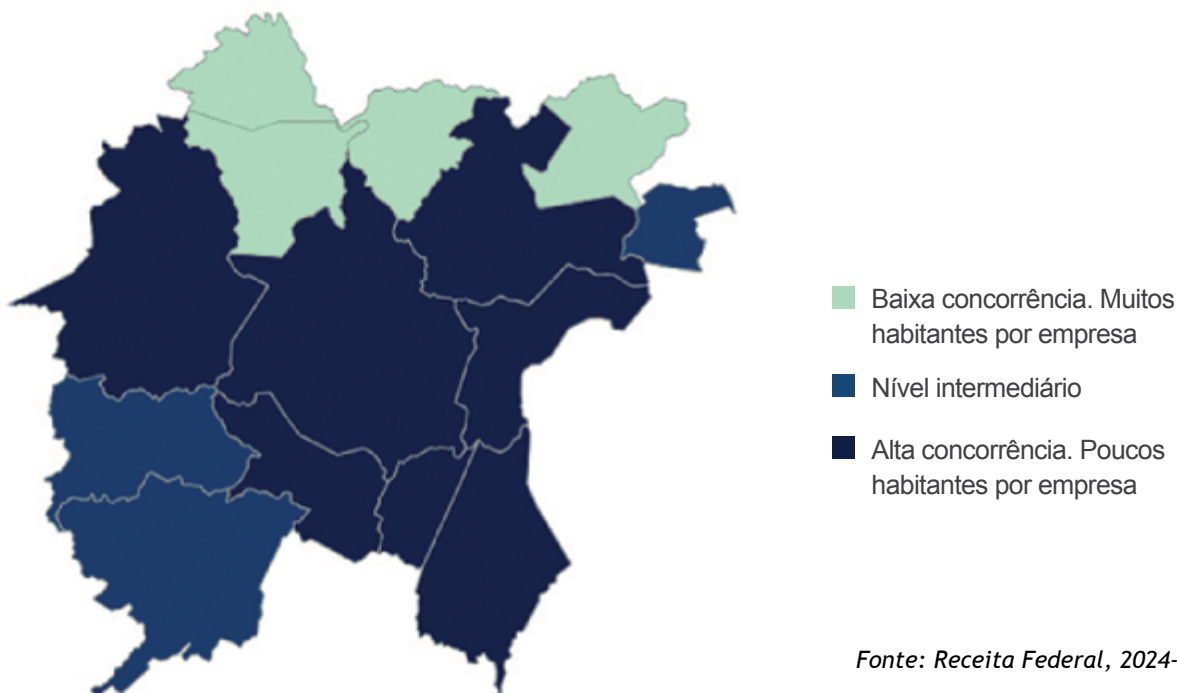 Baixa concorrência. Muitos
habitantes por empresa
Nível intermediário
Alta concorrência. Poucos
habitantes por empresa
Fonte: Receita Federal, 2024-